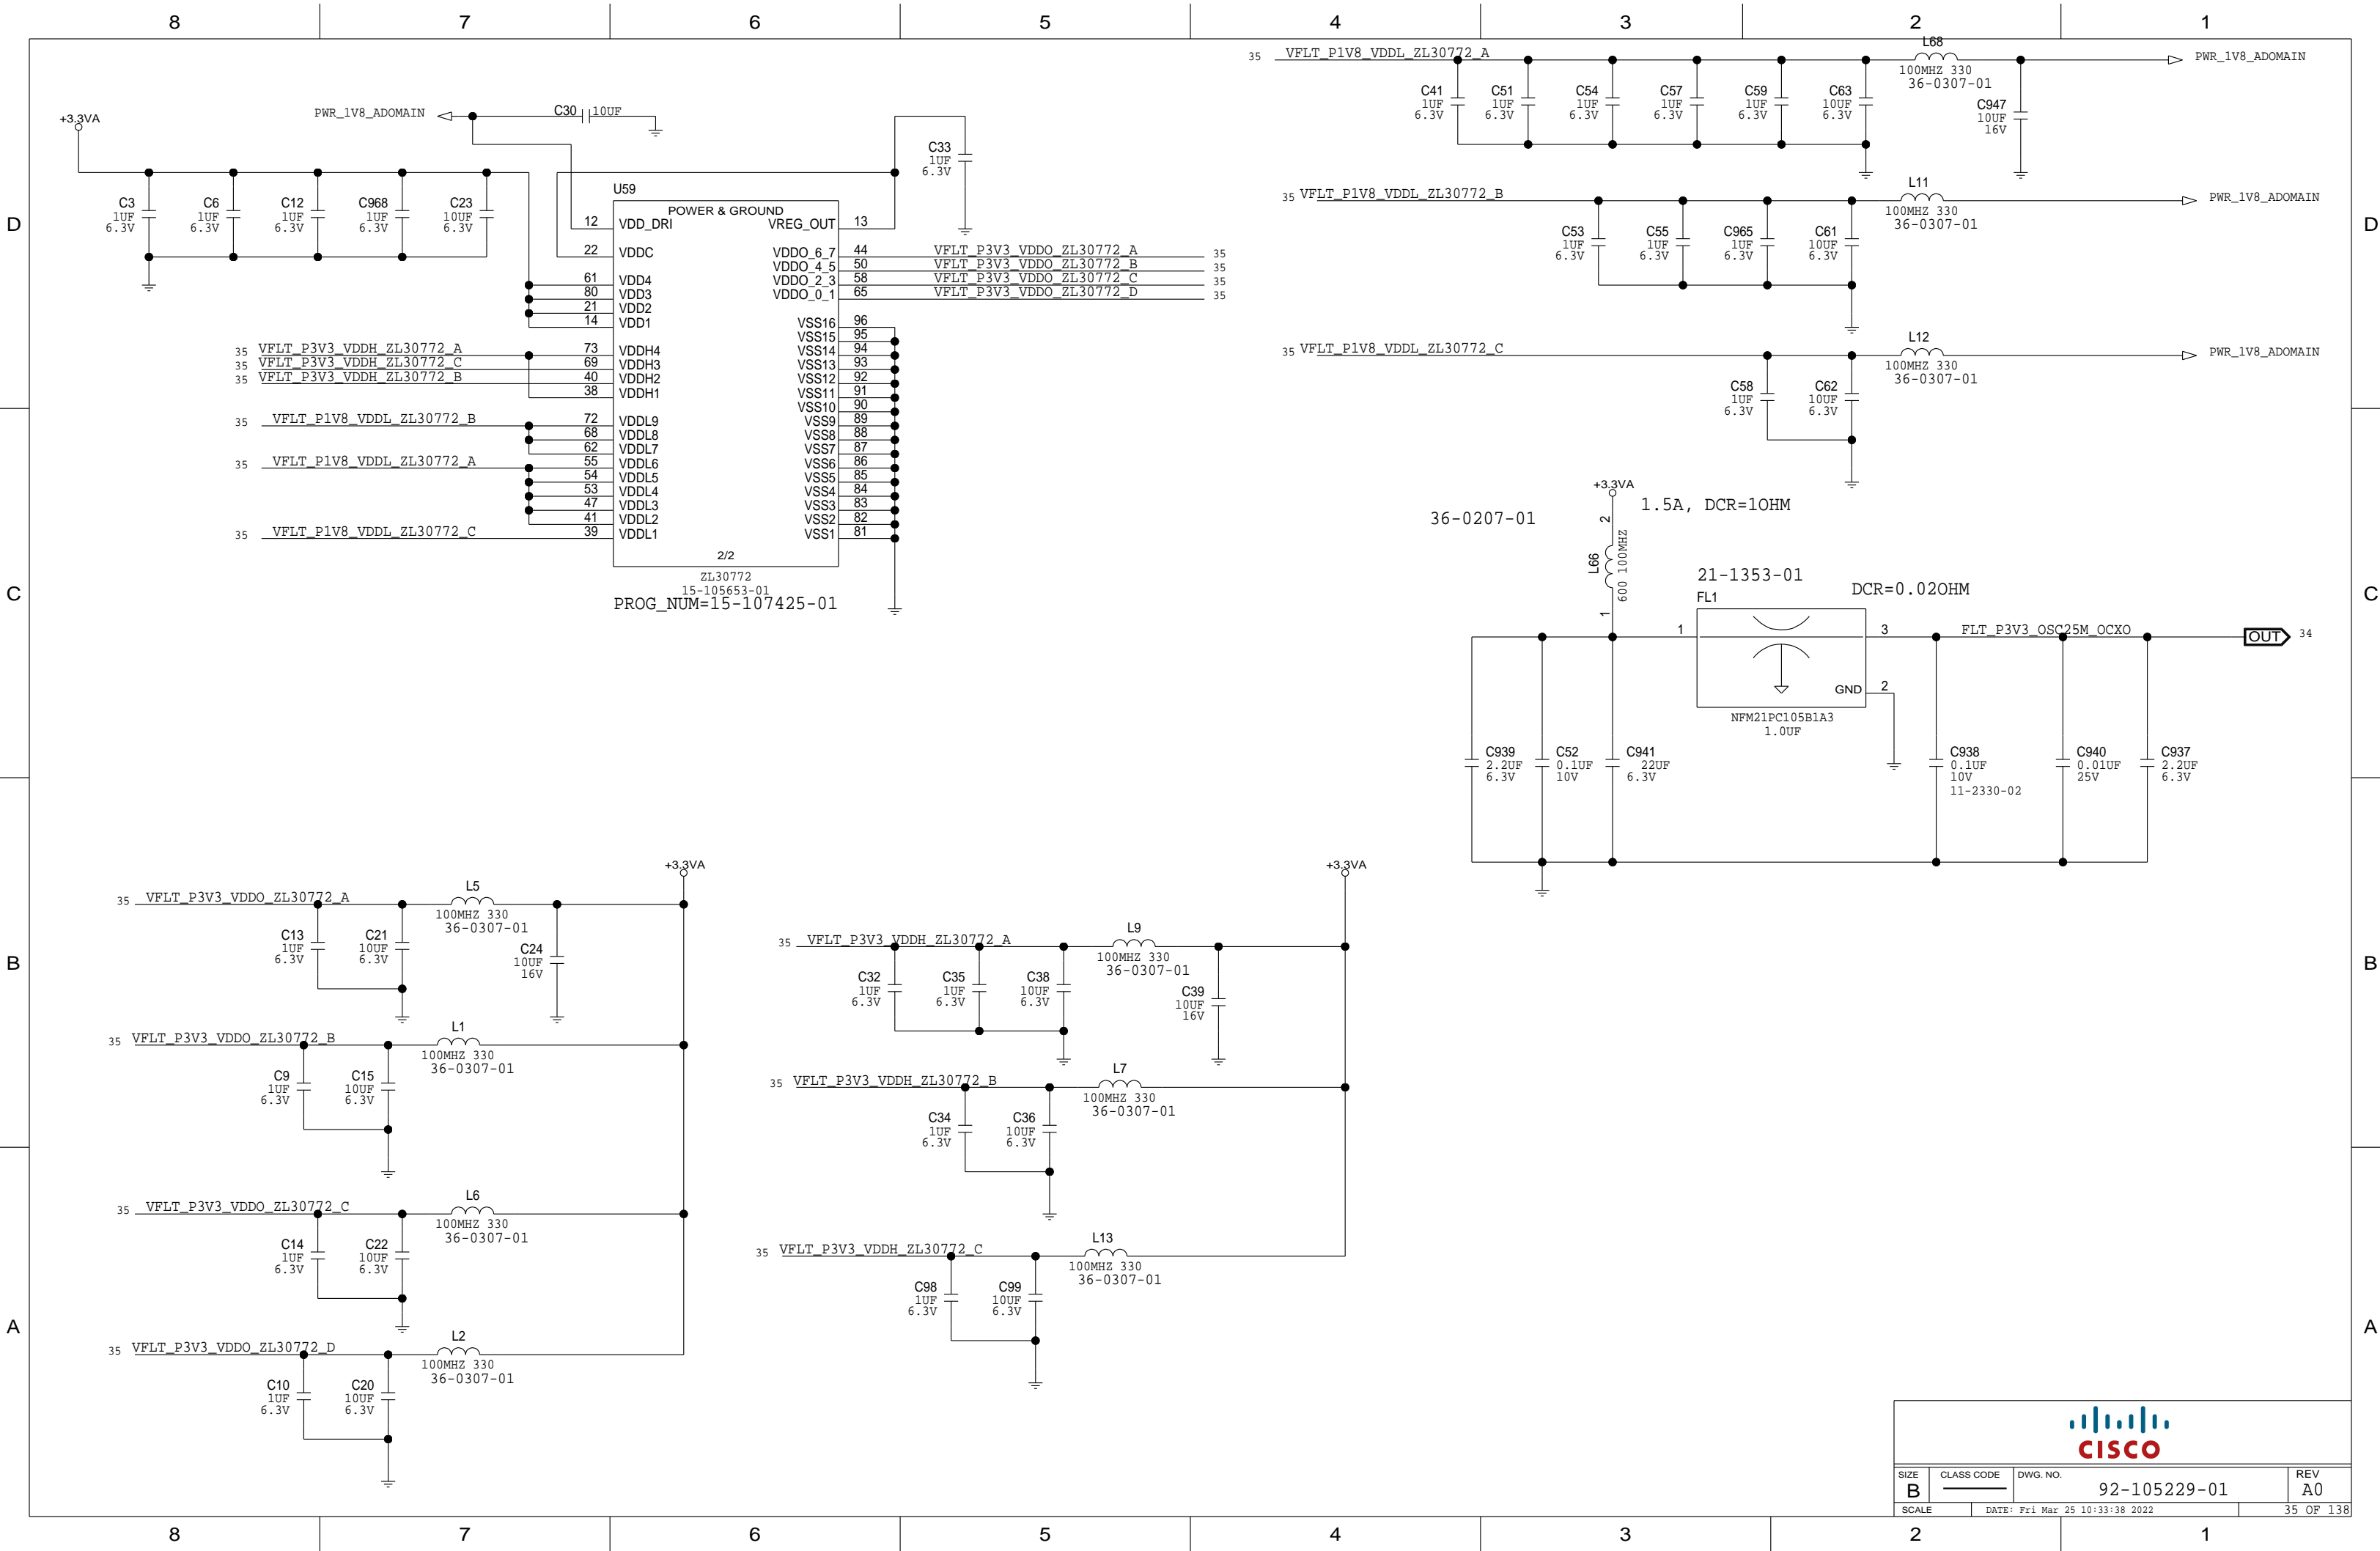 8 7 6 5 4 3 2 1
D
C
B
A
+3.3VA
PWR_1V8_ADOMAIN
C30 10UF
C3
1UF
6.3V
C6
1UF
6.3V
C12
1UF
6.3V
C968
1UF
6.3V
C23
10UF
6.3V
C33
1UF
6.3V
U59
POWER & GROUND
12 VDD_DRI VREG_OUT 13
22 VDDC VDDO_6_7 44 VFLT_P3V3_VDDO_ZL30772_A 35
VDDO_4_5 50 VFLT_P3V3_VDDO_ZL30772_B 35
61 VDD4 VDDO_2_3 58 VFLT_P3V3_VDDO_ZL30772_C 35
80 VDD3 VDDO_0_1 65 VFLT_P3V3_VDDO_ZL30772_D 35
21 VDD2
14 VDD1 VSS16 96
VSS15 95
35 VFLT_P3V3_VDDH_ZL30772_A 73 VDDH4 VSS14 94
35 VFLT_P3V3_VDDH_ZL30772_C 69 VDDH3 VSS13 93
35 VFLT_P3V3_VDDH_ZL30772_B 40 VDDH2 VSS12 92
38 VDDH1 VSS11 91
VSS10 90
35 VFLT_P1V8_VDDL_ZL30772_B 72 VDDL9 VSS9 89
68 VDDL8 VSS8 88
62 VDDL7 VSS7 87
35 VFLT_P1V8_VDDL_ZL30772_A 55 VDDL6 VSS6 86
54 VDDL5 VSS5 85
53 VDDL4 VSS4 84
47 VDDL3 VSS3 83
41 VDDL2 VSS2 82
35 VFLT_P1V8_VDDL_ZL30772_C 39 VDDL1 VSS1 81
2/2
ZL30772
15-105653-01
PROG_NUM=15-107425-01
35 VFLT_P1V8_VDDL_ZL30772_A
L68
100MHZ 330
36-0307-01
PWR_1V8_ADOMAIN
C41
1UF
6.3V
C51
1UF
6.3V
C54
1UF
6.3V
C57
1UF
6.3V
C59
1UF
6.3V
C63
10UF
6.3V
C947
10UF
16V
35 VFLT_P1V8_VDDL_ZL30772_B
L11
100MHZ 330
36-0307-01
PWR_1V8_ADOMAIN
C53
1UF
6.3V
C55
1UF
6.3V
C965
1UF
6.3V
C61
10UF
6.3V
35 VFLT_P1V8_VDDL_ZL30772_C
L12
100MHZ 330
36-0307-01
PWR_1V8_ADOMAIN
C58
1UF
6.3V
C62
10UF
6.3V
+3.3VA
36-0207-01
1.5A, DCR=1OHM
2
L66
600 100MHZ
1
21-1353-01
FL1
DCR=0.02OHM
1
3
FLT_P3V3_OSC25M_OCXO
OUT 34
GND 2
NFM21PC105B1A3
1.0UF
C939
2.2UF
6.3V
C52
0.1UF
10V
C941
22UF
6.3V
C938
0.1UF
10V
11-2330-02
C940
0.01UF
25V
C937
2.2UF
6.3V
+3.3VA
35 VFLT_P3V3_VDDO_ZL30772_A
L5
100MHZ 330
36-0307-01
C13
1UF
6.3V
C21
10UF
6.3V
C24
10UF
16V
35 VFLT_P3V3_VDDO_ZL30772_B
L1
100MHZ 330
36-0307-01
C9
1UF
6.3V
C15
10UF
6.3V
35 VFLT_P3V3_VDDO_ZL30772_C
L6
100MHZ 330
36-0307-01
C14
1UF
6.3V
C22
10UF
6.3V
35 VFLT_P3V3_VDDO_ZL30772_D
L2
100MHZ 330
36-0307-01
C10
1UF
6.3V
C20
10UF
6.3V
+3.3VA
35 VFLT_P3V3_VDDH_ZL30772_A
L9
100MHZ 330
36-0307-01
C32
1UF
6.3V
C35
1UF
6.3V
C38
10UF
6.3V
C39
10UF
16V
35 VFLT_P3V3_VDDH_ZL30772_B
L7
100MHZ 330
36-0307-01
C34
1UF
6.3V
C36
10UF
6.3V
35 VFLT_P3V3_VDDH_ZL30772_C
L13
100MHZ 330
36-0307-01
C98
1UF
6.3V
C99
10UF
6.3V
CISCO
SIZE CLASS CODE DWG. NO. REV
B 92-105229-01 A0
SCALE DATE: Fri Mar 25 10:33:38 2022 35 OF 138
D
C
B
A
8 7 6 5 4 3 2 1